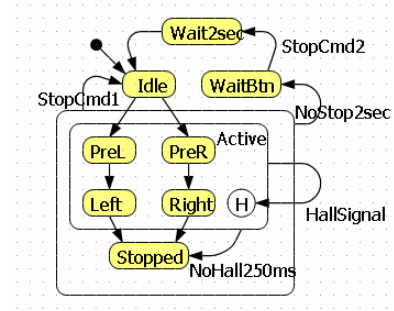 Wait2sec
StopCmd2
Idle
WaitBtn
StopCmd1
NoStop2sec
Active
PreL
PreR
Left
Right
H
HallSignal
Stopped
NoHall250ms